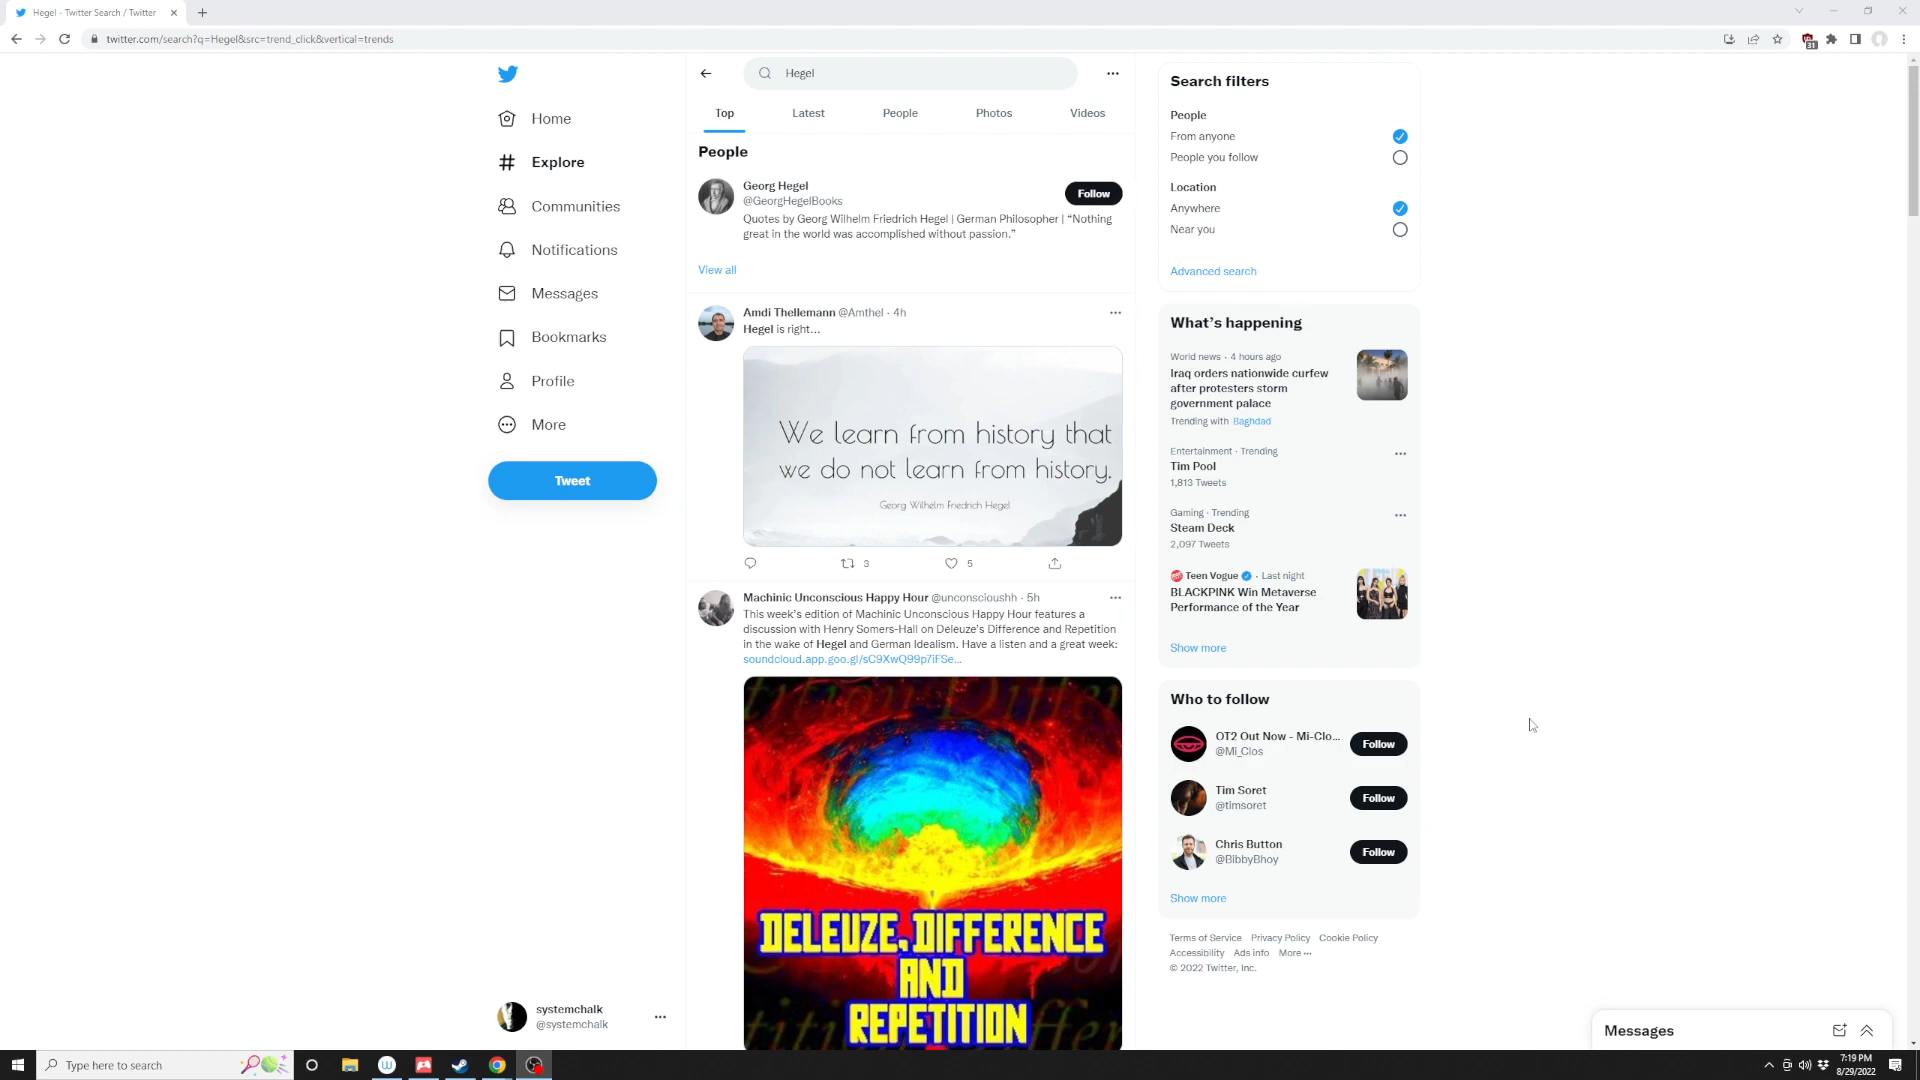 Hegel - Twitter Search / Twitter
twitter.com/search?q=Hegel&src=trend_click&vertical=trends
31
Home
Explore
Communities
Notifications
Messages
Bookmarks
Profile
More
Tweet
systemchalk
@systemchalk
Hegel
Top Latest People Photos Videos
People
Georg Hegel
@GeorgHegelBooks
Follow
Quotes by Georg Wilhelm Friedrich Hegel | German Philosopher | “Nothing
great in the world was accomplished without passion.”
View all
Amdi Thellemann @Amthel · 4h
Hegel is right...
We learn from history that
we do not learn from history.
Georg Wilhelm Friedrich Hegel
3 5
Machinic Unconscious Happy Hour @unconscioushh · 5h
This week's edition of Machinic Unconscious Happy Hour features a
discussion with Henry Somers-Hall on Deleuze's Difference and Repetition
in the wake of Hegel and German Idealism. Have a listen and a great week:
soundcloud.app.goo.gl/sC9XwQ99p7iFSe...
DELEUZE, DIFFERENCE
AND
REPETITION
Search filters
People
From anyone
People you follow
Location
Anywhere
Near you
Advanced search
What's happening
World news · 4 hours ago
Iraq orders nationwide curfew
after protesters storm
government palace
Trending with Baghdad
Entertainment · Trending
Tim Pool
1,813 Tweets
Gaming · Trending
Steam Deck
2,097 Tweets
Teen Vogue · Last night
BLACKPINK Win Metaverse
Performance of the Year
Show more
Who to follow
OT2 Out Now - Mi-Clo...
@Mi_Clos
Follow
Tim Soret
@timsoret
Follow
Chris Button
@BibbyBhoy
Follow
Show more
Terms of Service Privacy Policy Cookie Policy
Accessibility Ads info More ...
© 2022 Twitter, Inc.
Messages
Type here to search
7:19 PM
8/29/2022